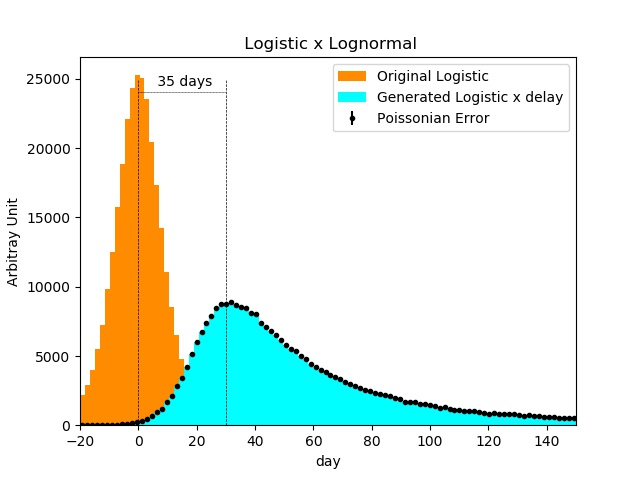 Logistic x Lognormal
35 days
Original Logistic
Generated Logistic x delay
Poissonian Error
Arbitray Unit
25000
20000
15000
10000
5000
0
−20 0 20 40 60 80 100 120 140
day